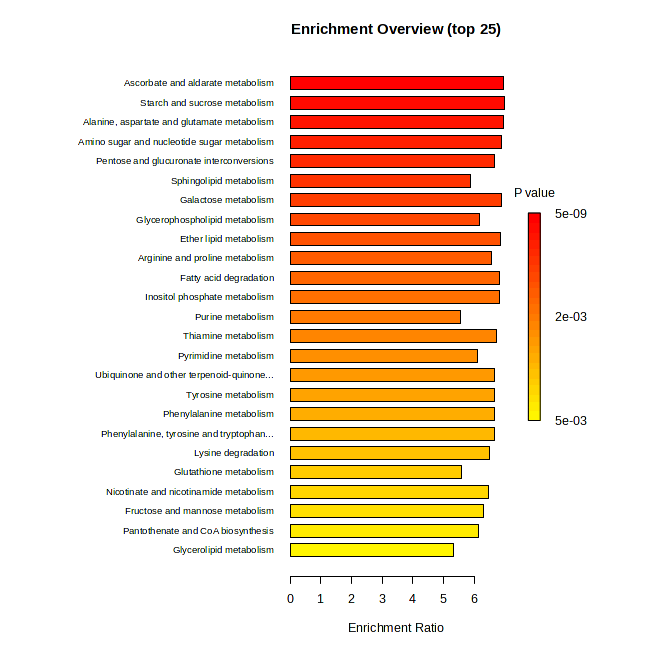 Enrichment Overview (top 25)
Ascorbate and aldarate metabolism
Starch and sucrose metabolism
Alanine, aspartate and glutamate metabolism
Amino sugar and nucleotide sugar metabolism
Pentose and glucuronate interconversions
Sphingolipid metabolism
Galactose metabolism
Glycerophospholipid metabolism
Ether lipid metabolism
Arginine and proline metabolism
Fatty acid degradation
Inositol phosphate metabolism
Purine metabolism
Thiamine metabolism
Pyrimidine metabolism
Ubiquinone and other terpenoid-quinone...
Tyrosine metabolism
Phenylalanine metabolism
Phenylalanine, tyrosine and tryptophan...
Lysine degradation
Glutathione metabolism
Nicotinate and nicotinamide metabolism
Fructose and mannose metabolism
Pantothenate and CoA biosynthesis
Glycerolipid metabolism
0 1 2 3 4 5 6
Enrichment Ratio
P value
5e-09
2e-03
5e-03